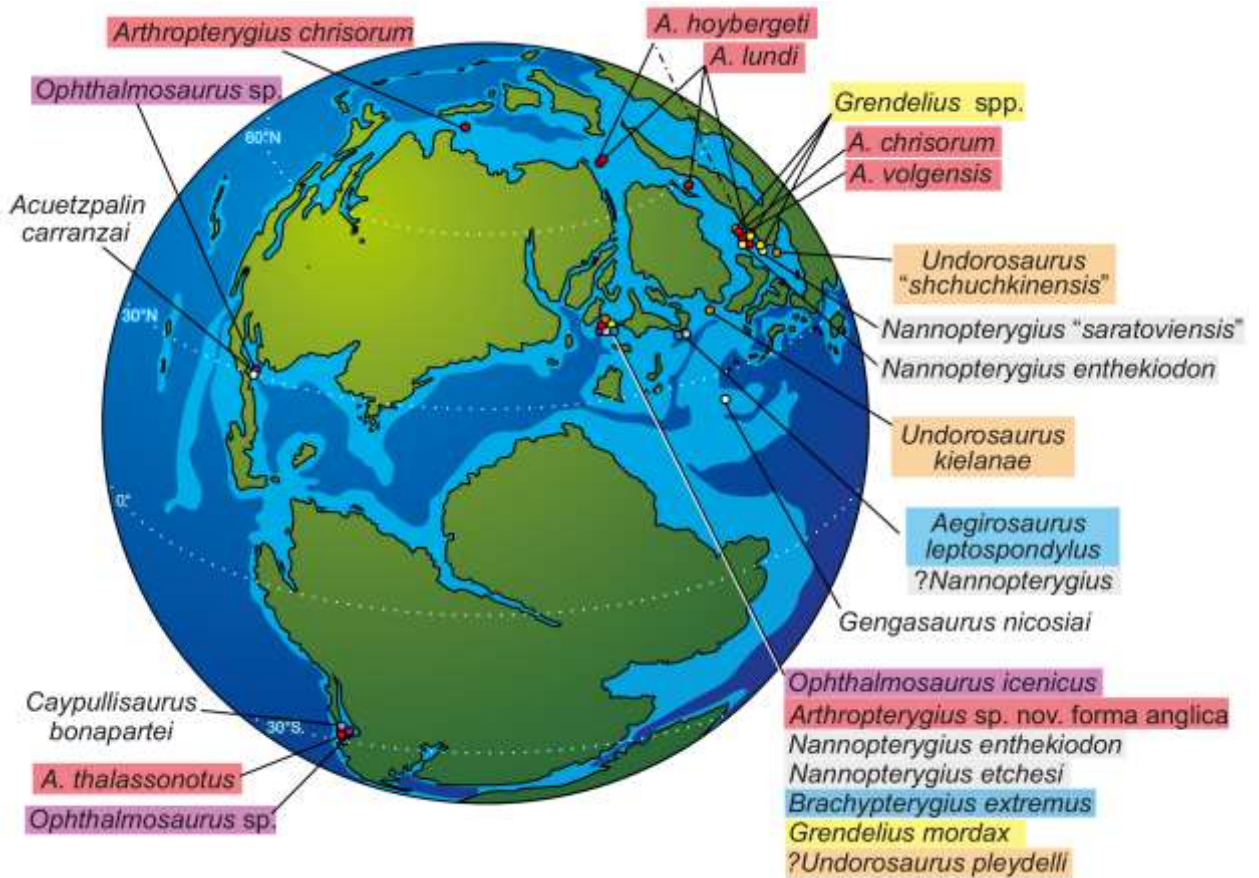 Arthropterygius chrisorum
A. hoybergeti
A. lundi
Ophthalmosaurus sp.
Grendelius spp.
60°N
A. chrisorum
A. volgensis
Acuetzpalin
carranzai
Undorosaurus
"shchuchkinensis"
30°N
Nannopterygius "saratoviensis"
Nannopterygius enthekiodon
Undorosaurus
kielanae
0°
Aegirosaurus
leptospondylus
?Nannopterygius
Gengasaurus nicosiai
Caypullisaurus
bonapartei
30°S.
A. thalassonotus
Ophthalmosaurus sp.
Ophthalmosaurus icenicus
Arthropterygius sp. nov. forma anglica
Nannopterygius enthekiodon
Nannopterygius etchesi
Brachypterygius extremus
Grendelius mordax
?Undorosaurus pleydelli